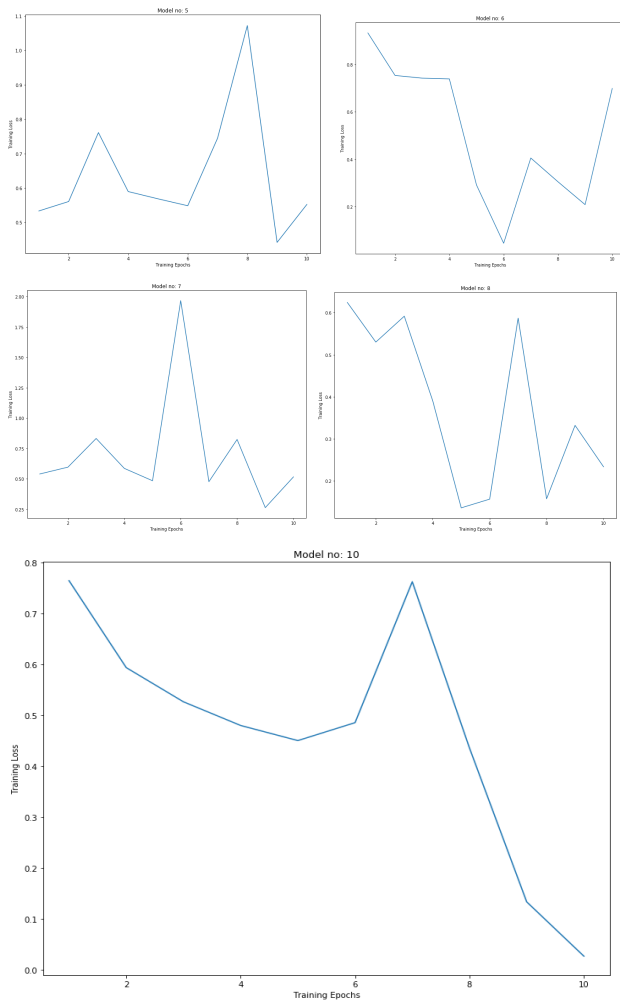 Model no: 5
1.1
1.0
0.9
0.8
0.7
0.6
0.5
Training Loss
2 4 6 8 10
Training Epochs
Model no: 6
0.8
0.6
0.4
0.2
Training Loss
2 4 6 8 10
Training Epochs
Model no: 7
2.00
1.75
1.50
1.25
1.00
0.75
0.50
0.25
Training Loss
2 4 6 8 10
Training Epochs
Model no: 8
0.6
0.5
0.4
0.3
0.2
Training Loss
2 4 6 8 10
Training Epochs
Model no: 10
0.8
0.7
0.6
0.5
0.4
0.3
0.2
0.1
0.0
Training Loss
2 4 6 8 10
Training Epochs